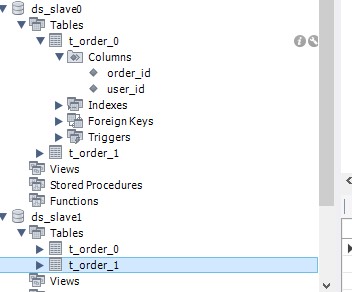 ds_slave0
Tables
t_order_0
Columns
order_id
user_id
Indexes
Foreign Keys
Triggers
t_order_1
Views
Stored Procedures
Functions
ds_slave1
Tables
t_order_0
t_order_1
Views